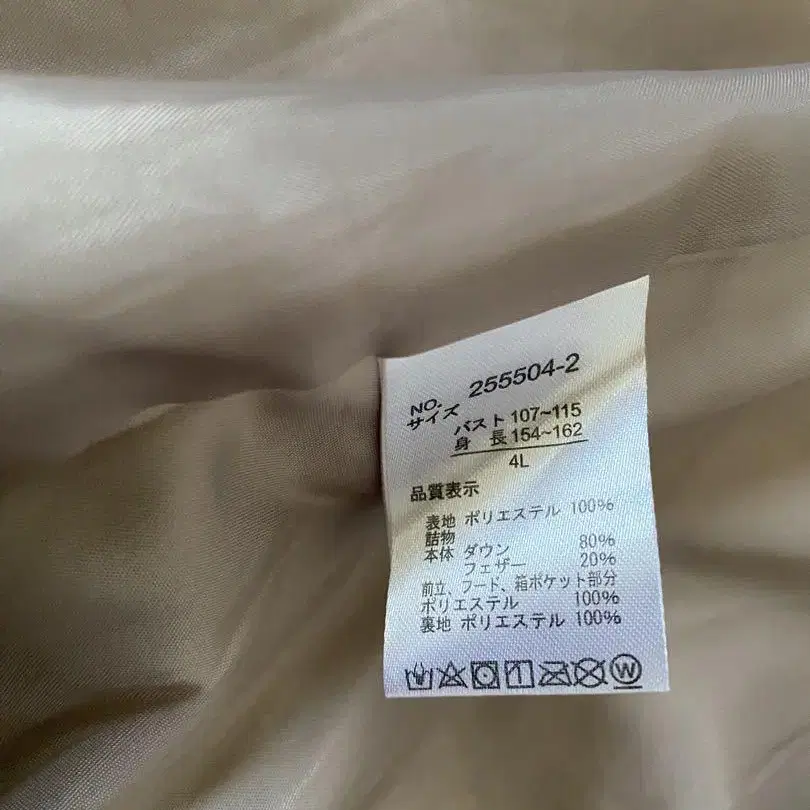 NO. 255504-2
サイズ バスト 107~115
身 長 154~162
4L
品質表示
表地 ポリエステル 100%
詰物
本体 ダウン 80%
フェザー 20%
前立、フード、箱ポケット部分
ポリエステル 100%
裏地 ポリエステル 100%
W